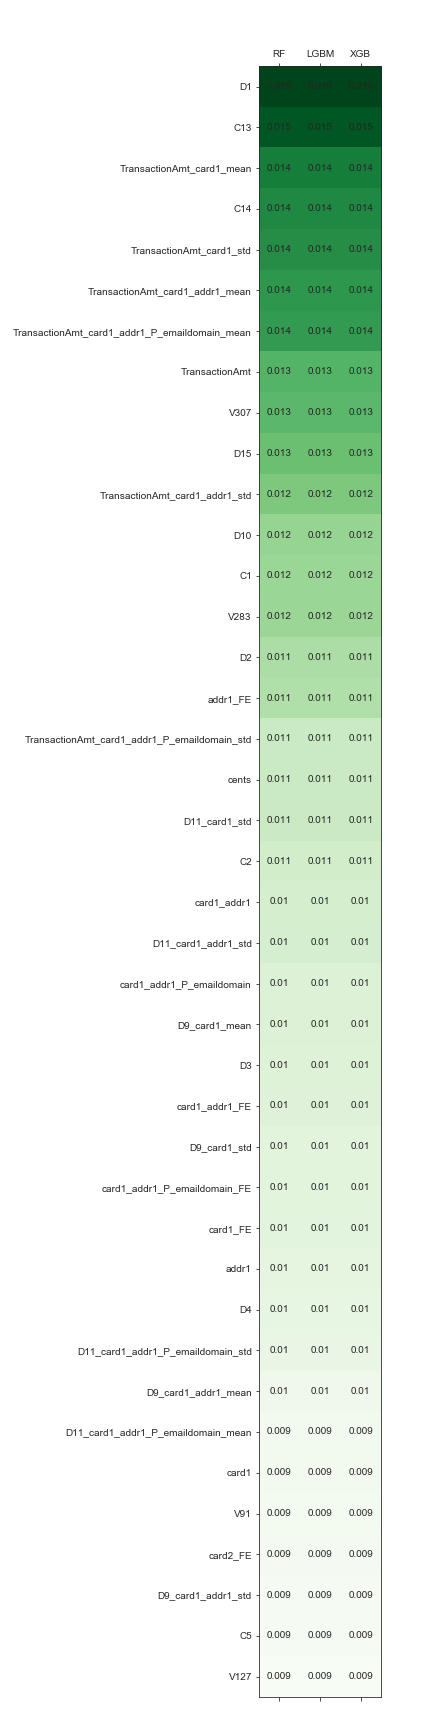 RF LGBM XGB
D1
C13 0.015 0.015 0.015
TransactionAmt_card1_mean 0.014 0.014 0.014
C14 0.014 0.014 0.014
TransactionAmt_card1_std 0.014 0.014 0.014
TransactionAmt_card1_addr1_mean 0.014 0.014 0.014
TransactionAmt_card1_addr1_P_emaildomain_mean 0.014 0.014 0.014
TransactionAmt 0.013 0.013 0.013
V307 0.013 0.013 0.013
D15 0.013 0.013 0.013
TransactionAmt_card1_addr1_std 0.012 0.012 0.012
D10 0.012 0.012 0.012
C1 0.012 0.012 0.012
V283 0.012 0.012 0.012
D2 0.011 0.011 0.011
addr1_FE 0.011 0.011 0.011
TransactionAmt_card1_addr1_P_emaildomain_std 0.011 0.011 0.011
cents 0.011 0.011 0.011
D11_card1_std 0.011 0.011 0.011
C2 0.011 0.011 0.011
card1_addr1 0.01 0.01 0.01
D11_card1_addr1_std 0.01 0.01 0.01
card1_addr1_P_emaildomain 0.01 0.01 0.01
D9_card1_mean 0.01 0.01 0.01
D3 0.01 0.01 0.01
card1_addr1_FE 0.01 0.01 0.01
D9_card1_std 0.01 0.01 0.01
card1_addr1_P_emaildomain_FE 0.01 0.01 0.01
card1_FE 0.01 0.01 0.01
addr1 0.01 0.01 0.01
D4 0.01 0.01 0.01
D11_card1_addr1_P_emaildomain_std 0.01 0.01 0.01
D9_card1_addr1_mean 0.01 0.01 0.01
D11_card1_addr1_P_emaildomain_mean 0.009 0.009 0.009
card1 0.009 0.009 0.009
V91 0.009 0.009 0.009
card2_FE 0.009 0.009 0.009
D9_card1_addr1_std 0.009 0.009 0.009
C5 0.009 0.009 0.009
V127 0.009 0.009 0.009